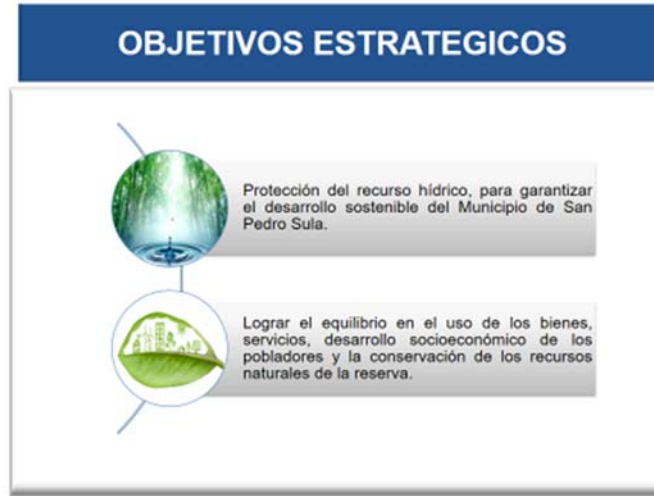 OBJETIVOS ESTRATEGICOS
Protección del recurso hídrico, para garantizar
el desarrollo sostenible del Municipio de San
Pedro Sula.
Lograr el equilibrio en el uso de los bienes,
servicios, desarrollo socioeconómico de los
pobladores y la conservación de los recursos
naturales de la reserva.